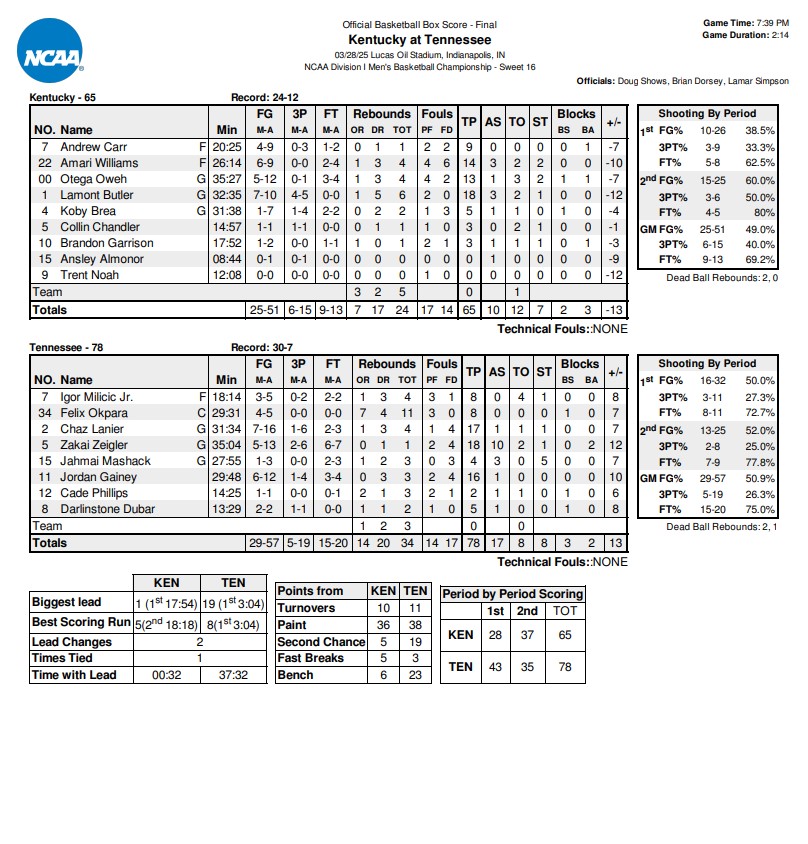 NCAA
Official Basketball Box Score - Final
Kentucky at Tennessee
03/28/25 Lucas Oil Stadium, Indianapolis, IN
NCAA Division I Men's Basketball Championship - Sweet 16
Game Time: 7:39 PM
Game Duration: 2:14
Officials: Doug Shows, Brian Dorsey, Lamar Simpson
Kentucky - 65 Record: 24-12
FG 3P FT Rebounds Fouls TP AS TO ST Blocks +/-
NO. Name Min M-A M-A M-A OR DR TOT PF FD BS BA
7 Andrew Carr F 20:25 4-9 0-3 1-2 0 1 1 2 2 9 0 0 0 0 1 -7
22 Amari Williams F 26:14 6-9 0-0 2-4 1 3 4 4 6 14 3 2 2 0 0 -10
00 Otega Oweh G 35:27 5-12 0-1 3-4 1 3 4 4 2 13 1 3 2 1 1 -7
1 Lamont Butler G 32:35 7-10 4-5 0-0 1 5 6 2 0 18 3 2 1 0 0 -12
4 Koby Brea G 31:38 1-7 1-4 2-2 0 2 2 1 3 5 1 1 0 1 0 -4
5 Collin Chandler 14:57 1-1 1-1 0-0 0 1 1 1 0 3 0 2 1 0 0 -1
10 Brandon Garrison 17:52 1-2 0-0 1-1 0 1 0 2 1 3 1 1 1 0 1 -3
15 Ansley Almonor 08:44 0-1 0-1 0-0 1 0 1 0 0 0 1 0 0 0 0 -9
9 Trent Noah 12:08 0-0 0-0 0-0 0 0 0 1 0 0 0 0 0 0 0 -12
Team 3 2 5 0 1
Totals 25-51 6-15 9-13 7 17 24 17 14 65 10 12 7 2 3 -13
Technical Fouls::NONE
Shooting By Period
1st FG% 10-26 38.5%
3PT% 3-9 33.3%
FT% 5-8 62.5%
2nd FG% 15-25 60.0%
3PT% 3-6 50.0%
FT% 4-5 80%
GM FG% 25-51 49.0%
3PT% 6-15 40.0%
FT% 9-13 69.2%
Dead Ball Rebounds: 2, 0
Tennessee - 78 Record: 30-7
FG 3P FT Rebounds Fouls TP AS TO ST Blocks +/-
NO. Name Min M-A M-A M-A OR DR TOT PF FD BS BA
7 Igor Milicic Jr. F 18:14 3-5 0-2 2-2 1 3 4 3 1 8 0 4 1 0 0 8
34 Felix Okpara C 29:31 4-5 0-0 0-0 7 4 11 3 0 8 0 0 0 1 0 7
2 Chaz Lanier G 31:34 7-16 1-6 2-3 1 3 4 1 4 17 1 1 1 0 0 7
5 Zakai Zeigler G 35:04 5-13 2-6 6-7 0 1 1 2 4 18 10 2 1 0 2 12
15 Jahmai Mashack G 27:55 1-3 0-0 2-3 1 2 3 0 3 4 3 0 5 0 0 7
11 Jordan Gainey 29:48 6-12 1-4 3-4 0 3 3 2 4 16 1 0 0 0 0 10
12 Cade Phillips 14:25 1-1 0-0 0-1 2 1 3 2 1 2 1 1 0 1 0 6
8 Darlinstone Dubar 13:29 2-2 1-1 0-0 1 1 2 1 0 5 1 0 0 1 0 8
Team 1 2 3 0 0
Totals 29-57 5-19 15-20 14 20 34 14 17 78 17 8 8 3 2 13
Technical Fouls::NONE
Shooting By Period
1st FG% 16-32 50.0%
3PT% 3-11 27.3%
FT% 8-11 72.7%
2nd FG% 13-25 52.0%
3PT% 2-8 25.0%
FT% 7-9 77.8%
GM FG% 29-57 50.9%
3PT% 5-19 26.3%
FT% 15-20 75.0%
Dead Ball Rebounds: 2, 1
KEN TEN
Biggest lead 1 (1st 17:54) 19 (1st 3:04)
Best Scoring Run 5(2nd 18:18) 8(1st 3:04)
Lead Changes 2
Times Tied 1
Time with Lead 00:32 37:32
Points from KEN TEN
Turnovers 10 11
Paint 36 38
Second Chance 5 19
Fast Breaks 5 3
Bench 6 23
Period by Period Scoring
1st 2nd TOT
KEN 28 37 65
TEN 43 35 78